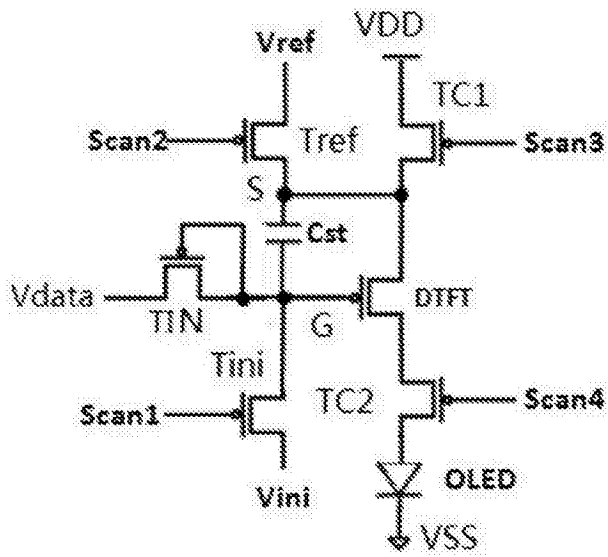 Vref
VDD
TC1
Scan2
Tref
Scan3
S
Cst
Vdata
TIN
G
DTFT
Tini
TC2
Scan4
Scan1
OLED
Vini
VSS